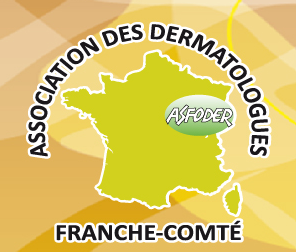 ASSOCIATION DES DERMATOLOGUES
ASFODER
FRANCHE-COMTÉ